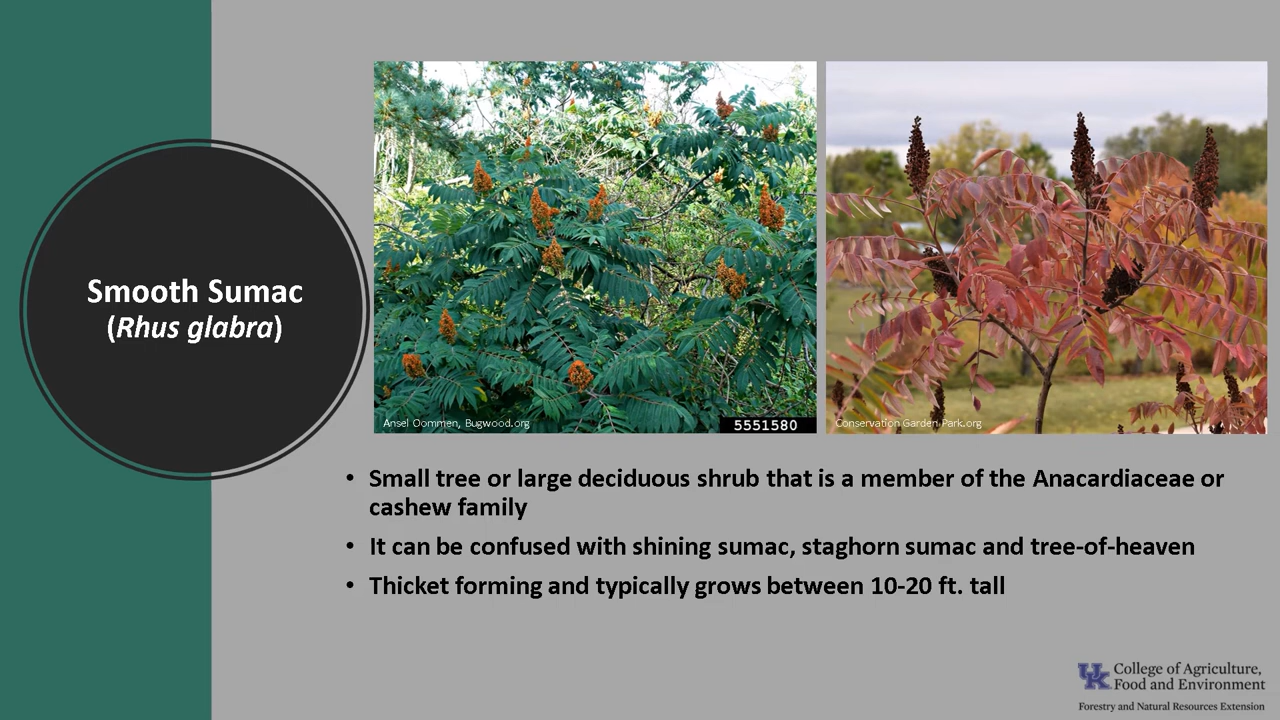 Smooth Sumac
(Rhus glabra)
Ansel Oommen, Bugwood.org
5551580
Conservation Garden Park.org
• Small tree or large deciduous shrub that is a member of the Anacardiaceae or
cashew family
• It can be confused with shining sumac, staghorn sumac and tree-of-heaven
• Thicket forming and typically grows between 10-20 ft. tall
UK
College of Agriculture,
Food and Environment
Forestry and Natural Resources Extension